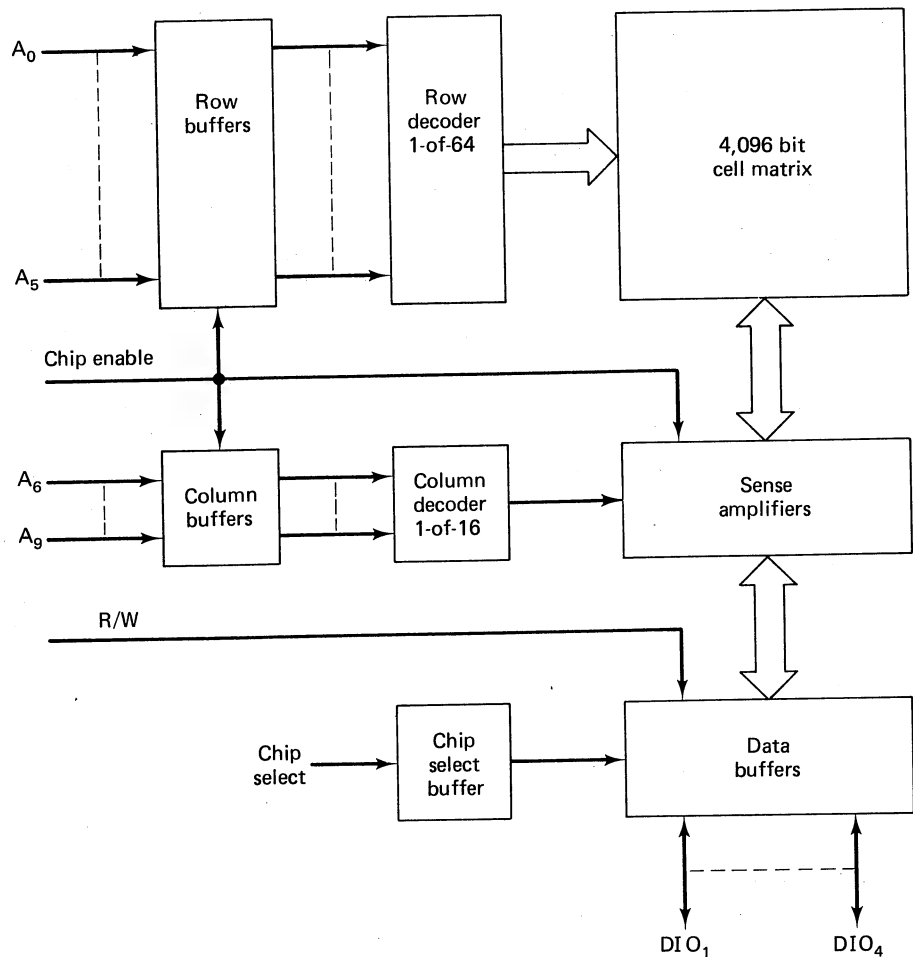 A0
Row
buffers
Row
decoder
1-of-64
4,096 bit
cell matrix
A5
Chip enable
A6
A9
Column
buffers
Column
decoder
1-of-16
Sense
amplifiers
R/W
Chip
select
Chip
select
buffer
Data
buffers
DIO1
DIO4